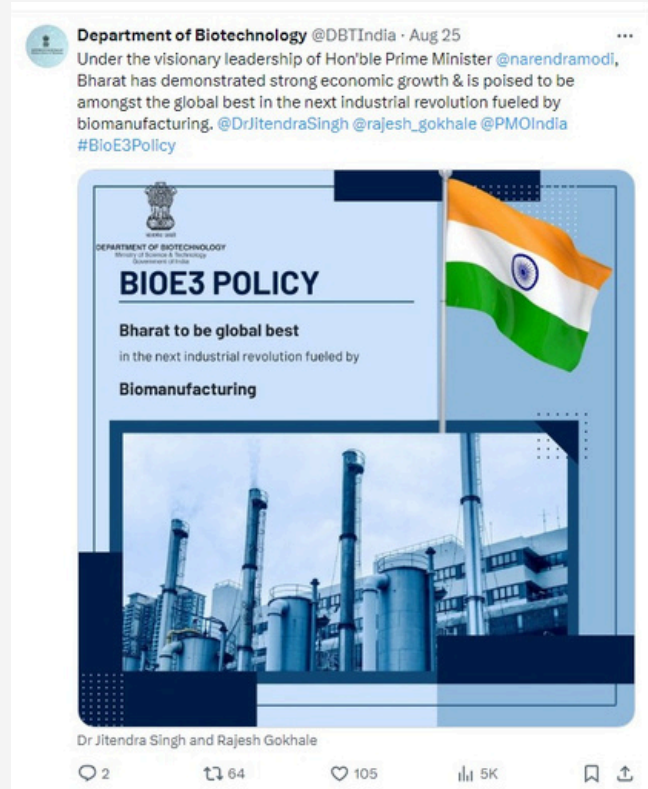 Department of Biotechnology @DBTIndia · Aug 25
Under the visionary leadership of Hon'ble Prime Minister @narendramodi,
Bharat has demonstrated strong economic growth & is poised to be
amongst the global best in the next industrial revolution fueled by
biomanufacturing. @DrJitendraSingh @rajesh_gokhale @PMOIndia
#BioE3Policy
सत्यमेव जयते
DEPARTMENT OF BIOTECHNOLOGY
Ministry of Science & Technology
Government of India
BIOE3 POLICY
Bharat to be global best
in the next industrial revolution fueled by
Biomanufacturing
Dr Jitendra Singh and Rajesh Gokhale
2 64 105 5K